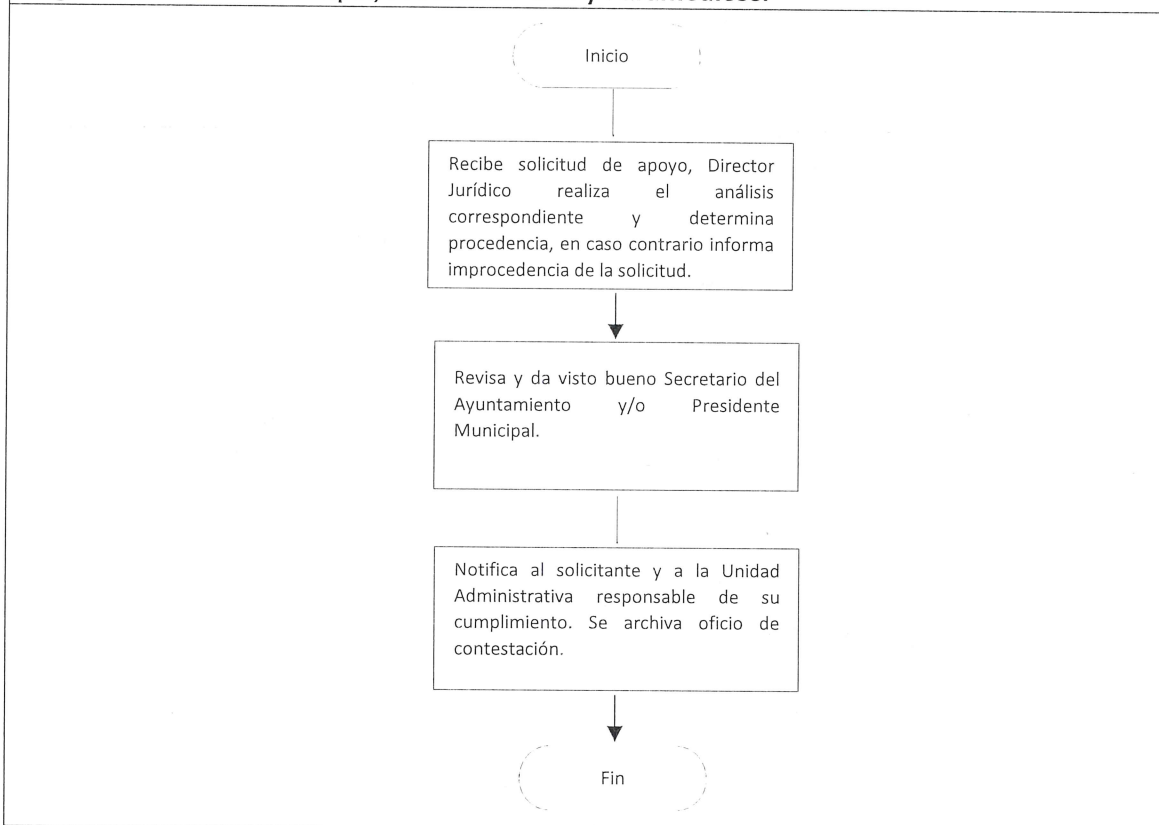 Inicio
Recibe solicitud de apoyo, Director
Jurídico realiza el análisis
correspondiente y determina
procedencia, en caso contrario informa
improcedencia de la solicitud.
Revisa y da visto bueno Secretario del
Ayuntamiento y/o Presidente
Municipal.
Notifica al solicitante y a la Unidad
Administrativa responsable de su
cumplimiento. Se archiva oficio de
contestación.
Fin